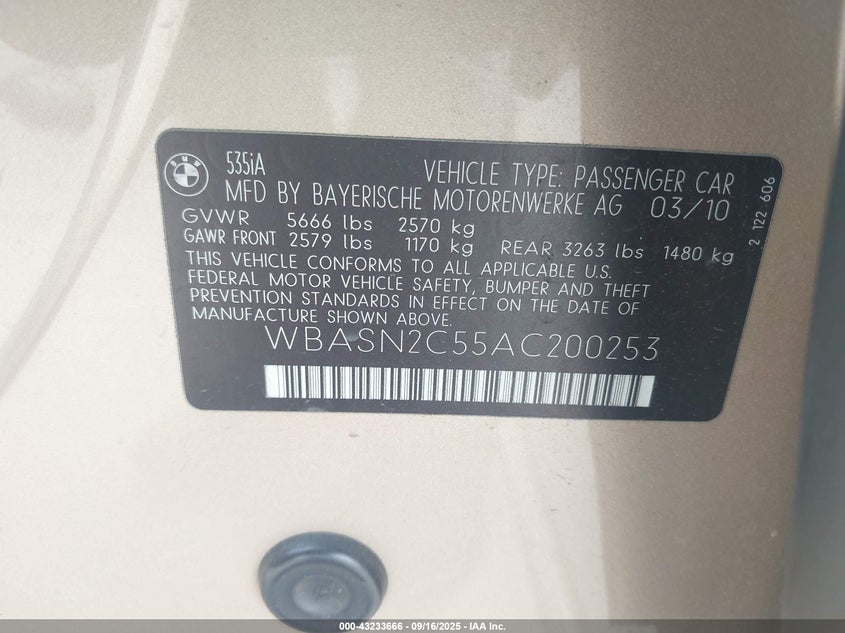 BMW
535iA
VEHICLE TYPE: PASSENGER CAR
MFD BY BAYERISCHE MOTORENWERKE AG 03/10
GVWR 5666 lbs 2570 kg
GAWR FRONT 2579 lbs 1170 kg REAR 3263 lbs 1480 kg
THIS VEHICLE CONFORMS TO ALL APPLICABLE U.S.
FEDERAL MOTOR VEHICLE SAFETY, BUMPER AND THEFT
PREVENTION STANDARDS IN EFFECT ON THE DATE OF
MANUFACTURE SHOWN ABOVE.
WBASN2C55AC200253
2 122 606
000-43233666 - 09/16/2025 - IAA Inc.